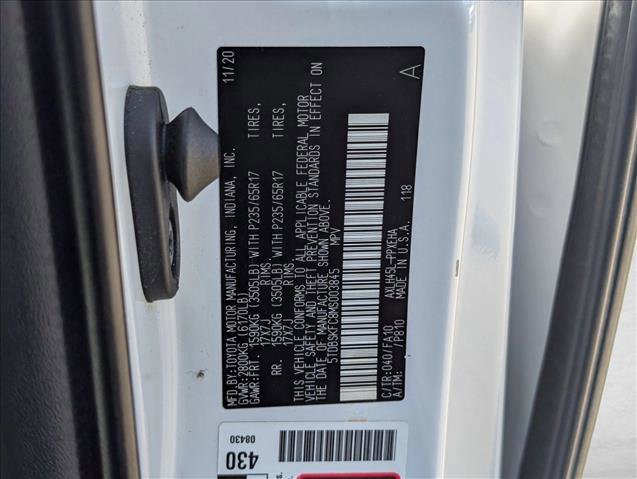 MFD.BY:TOYOTA MOTOR MANUFACTURING, INDIANA, INC. 11/20
GVWR:2800KG (6170LB)
GAWR:FRT. 1590KG (3505LB) WITH P235/65R17 TIRES,
17X7J RIMS,
RR. 1590KG (3505LB) WITH P235/65R17 TIRES,
17X7J RIMS,
THIS VEHICLE CONFORMS TO ALL APPLICABLE FEDERAL MOTOR
VEHICLE SAFETY AND THEFT PREVENTION STANDARDS IN EFFECT ON
THE DATE OF MANUFACTURE SHOWN ABOVE.
5TDBSKFC8MS003845 MPV
C/TR:040/FA10 AXLH45L-PPXEHA
A/TM: -/P810 MADE IN U.S.A. 118
A
430
08430